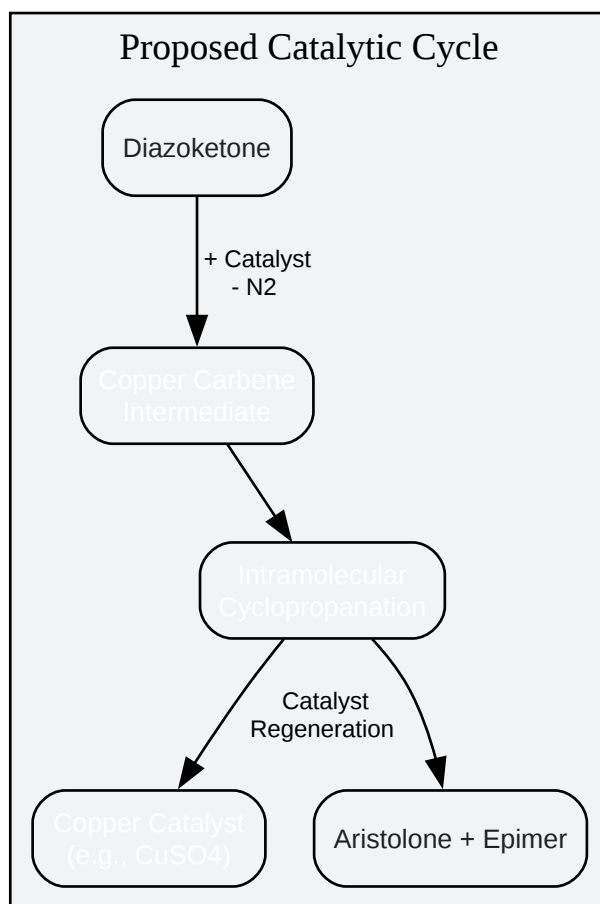 Proposed Catalytic Cycle
Diazoketone
+ Catalyst
- N2
Copper Carbene
Intermediate
Intramolecular
Cyclopropanation
Catalyst
Regeneration
Copper Catalyst
(e.g., CuSO4)
Aristolone + Epimer